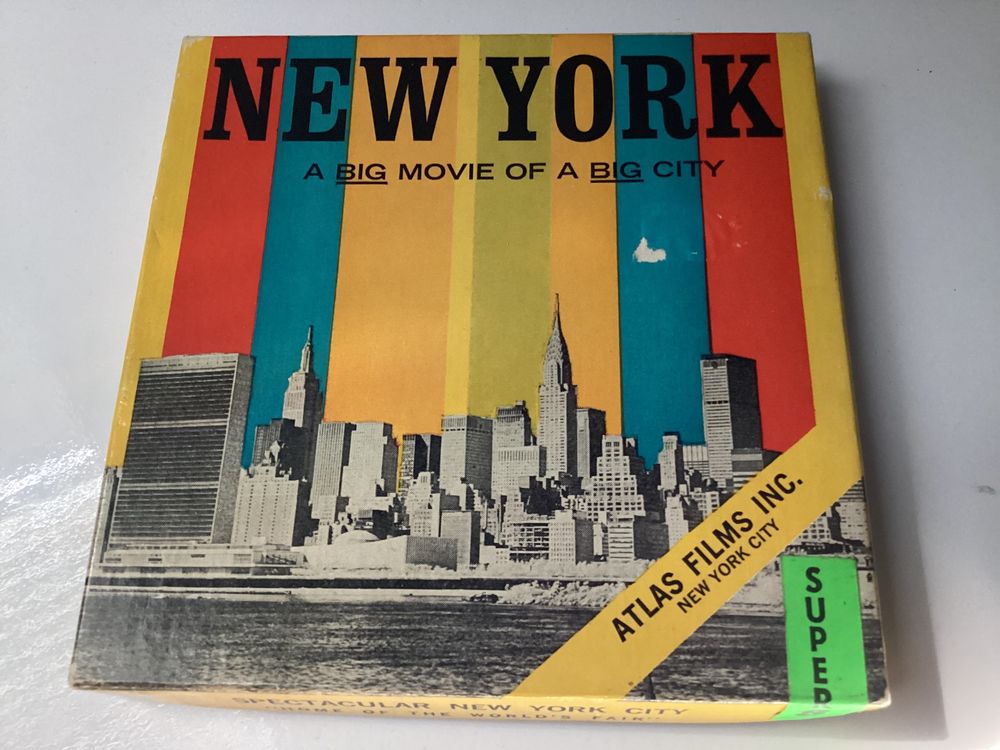 NEW YORK
A BIG MOVIE OF A BIG CITY
ATLAS FILMS INC.
NEW YORK CITY
SUPER
SPECTACULAR NEW YORK CITY
"HOME OF THE WORLD'S FAIR"